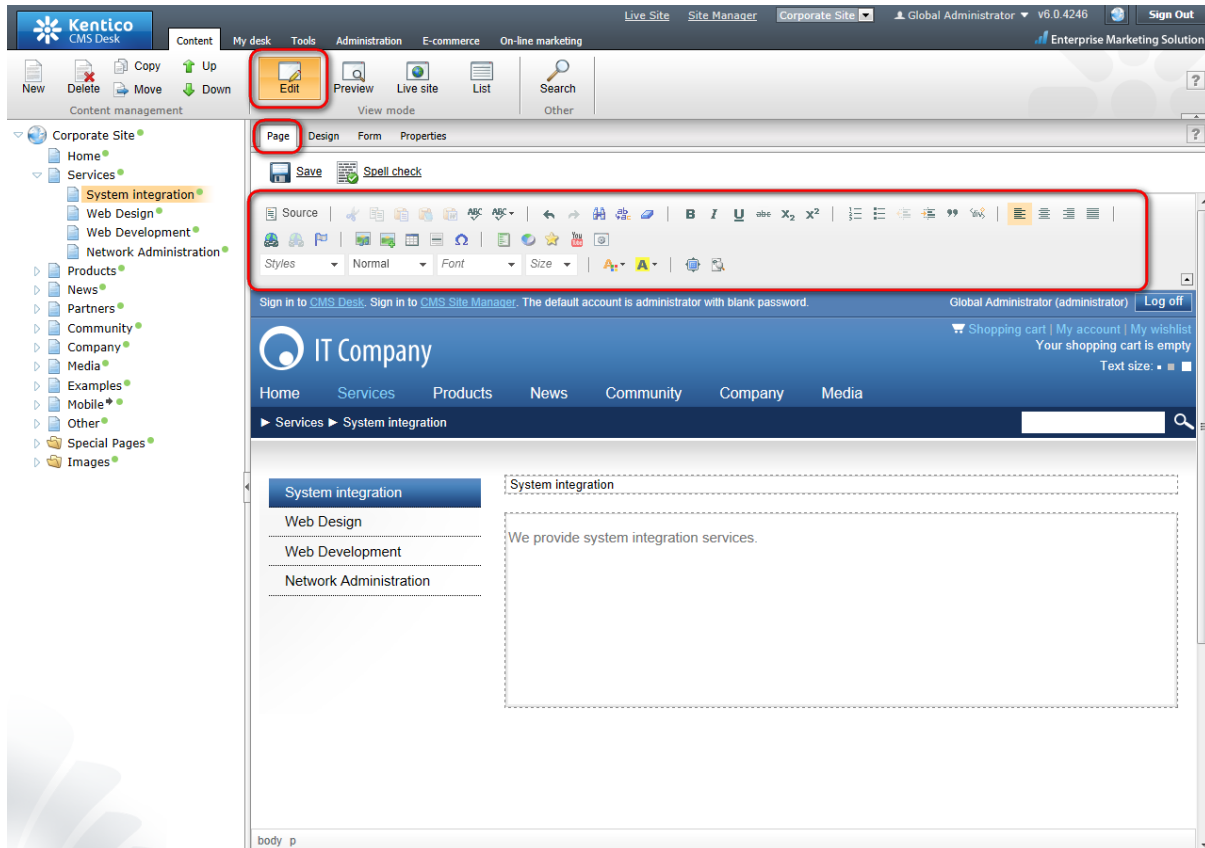 Kentico
CMS Desk
Live Site Site Manager Corporate Site Global Administrator v6.0.4246 Sign Out
Content My desk Tools Administration E-commerce On-line marketing
Enterprise Marketing Solution
New Delete Copy Move Up Down
Content management
Edit Preview Live site List
View mode
Search
Other
?
Corporate Site
Home
Services
System integration
Web Design
Web Development
Network Administration
Products
News
Partners
Community
Company
Media
Examples
Mobile
Other
Special Pages
Images
Page Design Form Properties
?
Save Spell check
Source ABC ABC B I U abc X₂ X²
You
Styles Normal Font Size A A
Sign in to CMS Desk. Sign in to CMS Site Manager. The default account is administrator with blank password.
Global Administrator (administrator) Log off
IT Company
Shopping cart | My account | My wishlist
Your shopping cart is empty
Text size:
Home Services Products News Community Company Media
► Services ► System integration
System integration
Web Design
Web Development
Network Administration
System integration
We provide system integration services.
body p